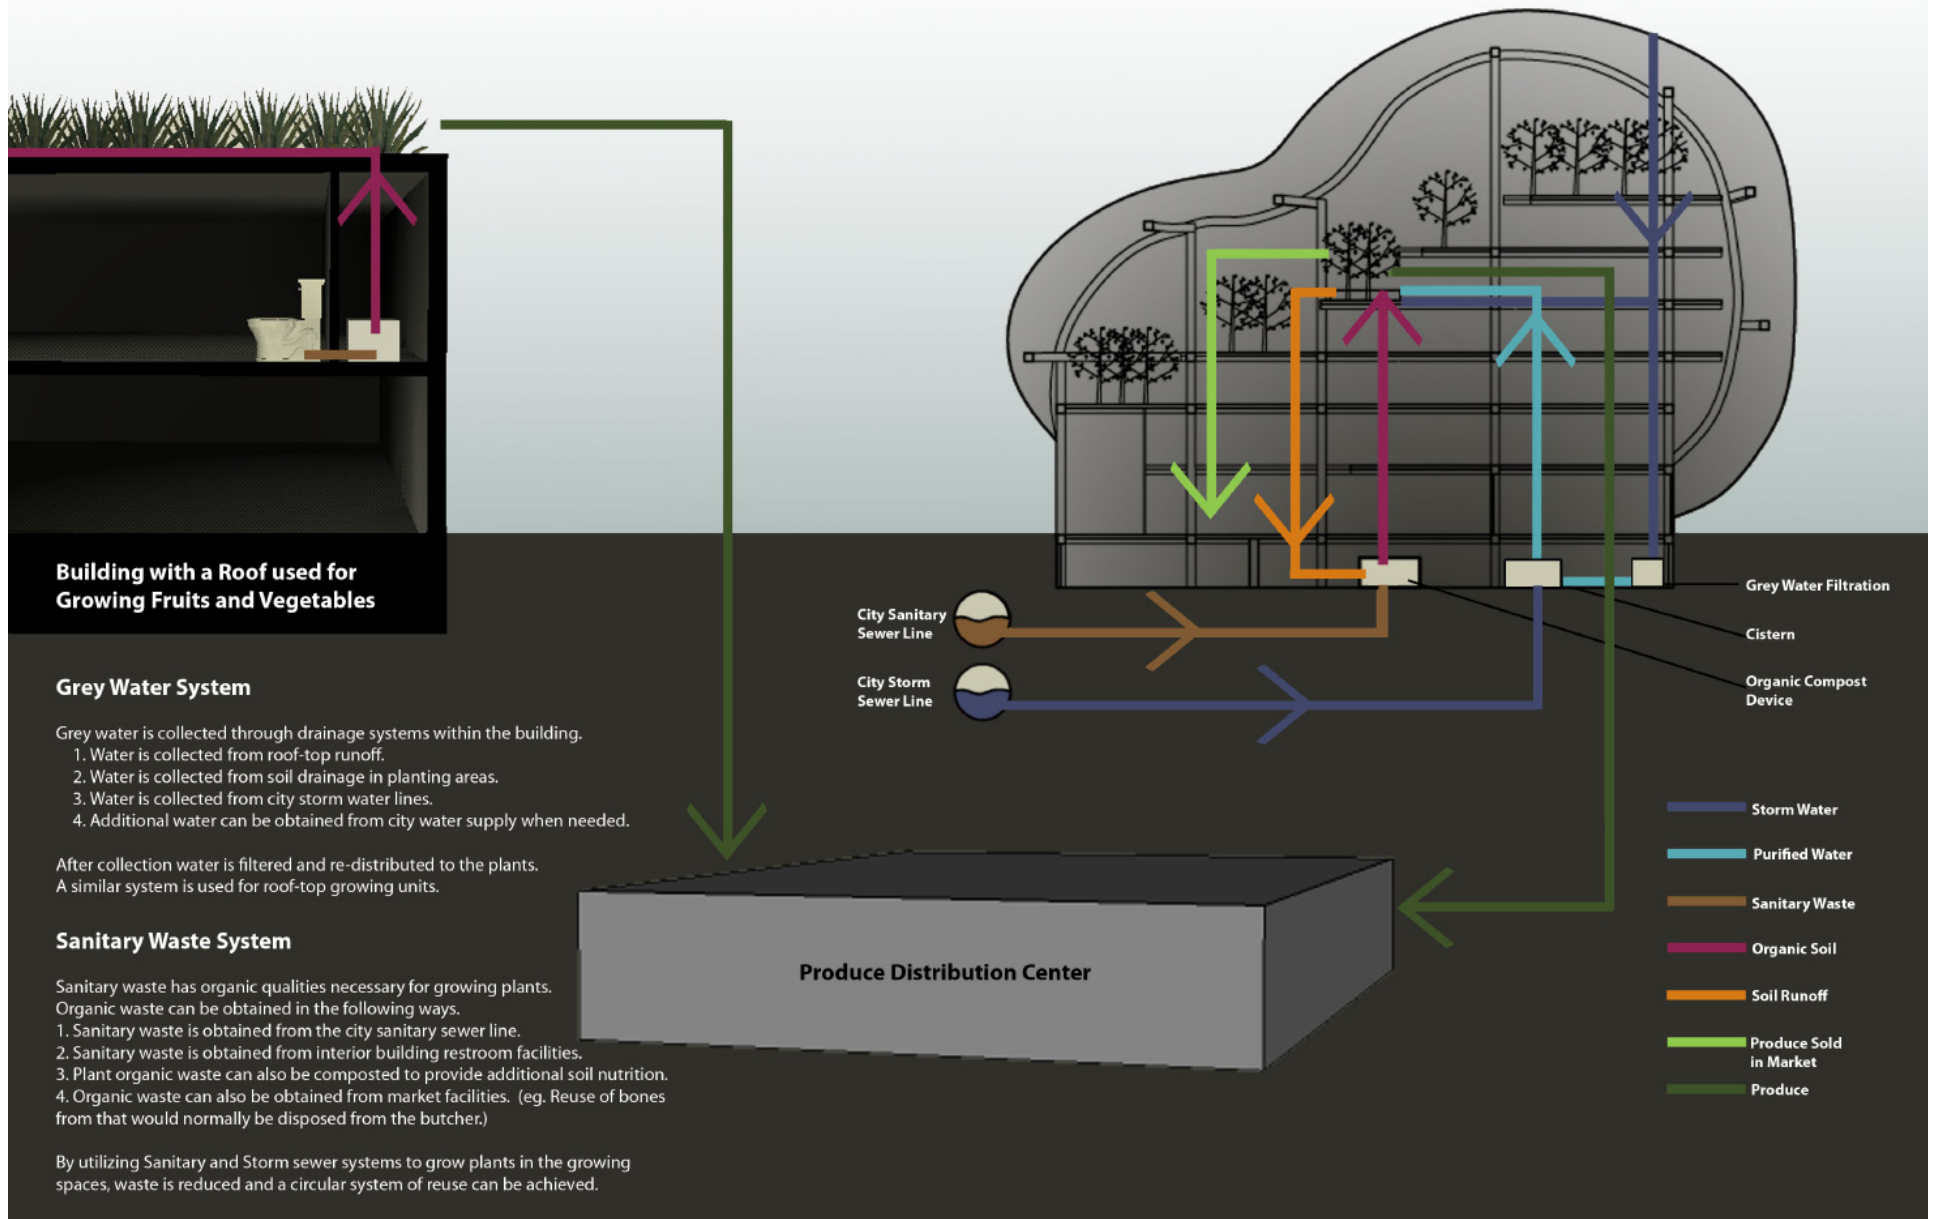 Building with a Roof used for
Growing Fruits and Vegetables
Grey Water System
Grey water is collected through drainage systems within the building.
1. Water is collected from roof-top runoff.
2. Water is collected from soil drainage in planting areas.
3. Water is collected from city storm water lines.
4. Additional water can be obtained from city water supply when needed.
After collection water is filtered and re-distributed to the plants.
A similar system is used for roof-top growing units.
Sanitary Waste System
Sanitary waste has organic qualities necessary for growing plants.
Organic waste can be obtained in the following ways.
1. Sanitary waste is obtained from the city sanitary sewer line.
2. Sanitary waste is obtained from interior building restroom facilities.
3. Plant organic waste can also be composted to provide additional soil nutrition.
4. Organic waste can also be obtained from market facilities. (eg. Reuse of bones
from that would normally be disposed from the butcher.)
By utilizing Sanitary and Storm sewer systems to grow plants in the growing
spaces, waste is reduced and a circular system of reuse can be achieved.
City Sanitary
Sewer Line
City Storm
Sewer Line
Grey Water Filtration
Cistern
Organic Compost
Device
Produce Distribution Center
Storm Water
Purified Water
Sanitary Waste
Organic Soil
Soil Runoff
Produce Sold
in Market
Produce